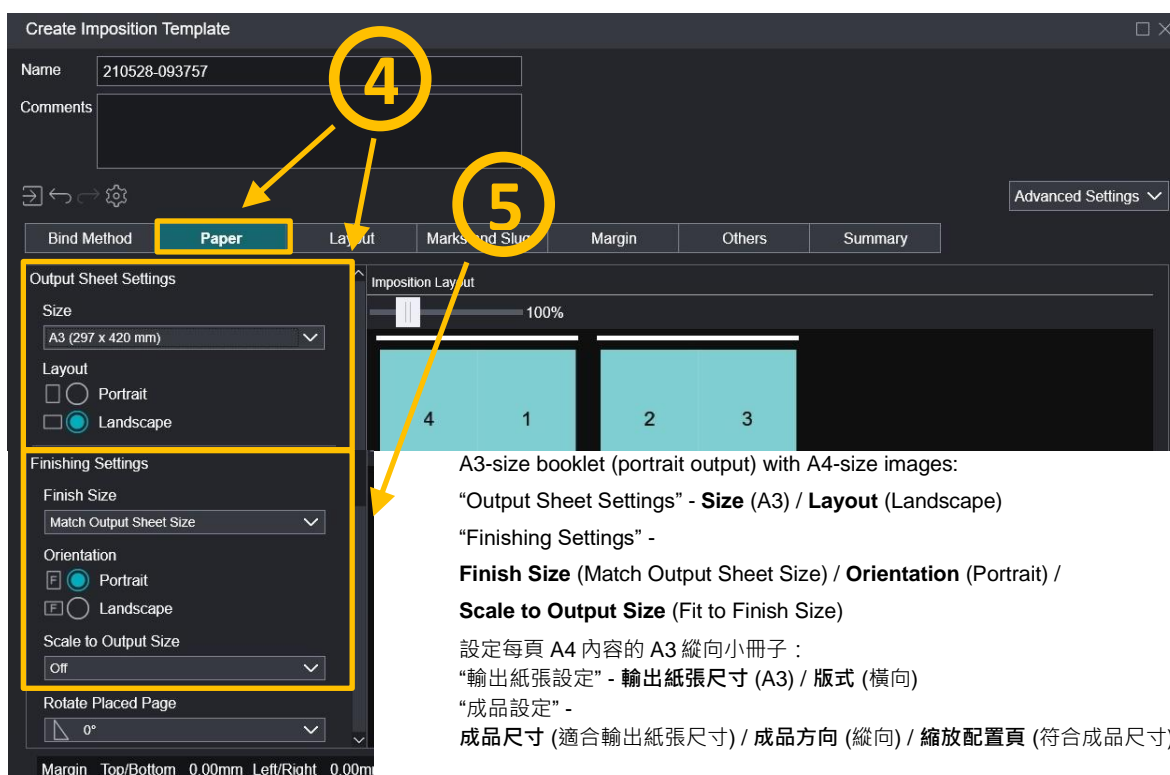 Create Imposition Template
Name 210528-093757
Comments
4
5
Advanced Settings
Bind Method Paper Layout Marks and Slug Margin Others Summary
Output Sheet Settings
Size
A3 (297 x 420 mm)
Layout
Portrait
Landscape
Imposition Layout
100%
4 1 2 3
Finishing Settings
Finish Size
Match Output Sheet Size
Orientation
F Portrait
F Landscape
Scale to Output Size
Off
Rotate Placed Page
0°
Margin Top/Bottom 0.00mm Left/Right 0.00m
A3-size booklet (portrait output) with A4-size images:
“Output Sheet Settings” - Size (A3) / Layout (Landscape)
“Finishing Settings” -
Finish Size (Match Output Sheet Size) / Orientation (Portrait) /
Scale to Output Size (Fit to Finish Size)
設定每頁 A4 內容的 A3 縱向小冊子：
“輸出紙張設定” - 輸出紙張尺寸 (A3) / 版式 (橫向)
“成品設定” -
成品尺寸 (適合輸出紙張尺寸) / 成品方向 (縱向) / 縮放配置頁 (符合成品尺寸)